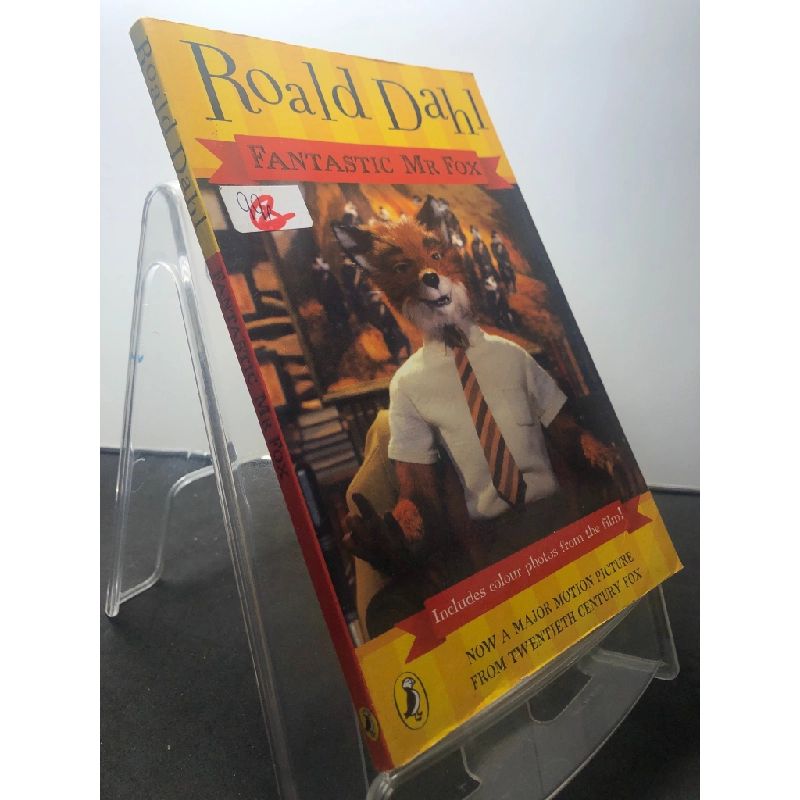 Roald Dahl
FANTASTIC MR FOX
Includes colour photos from the film!
NOW A MAJOR MOTION PICTURE
FROM TWENTIETH CENTURY FOX
Roald Dahl
FANTASTIC MR FOX